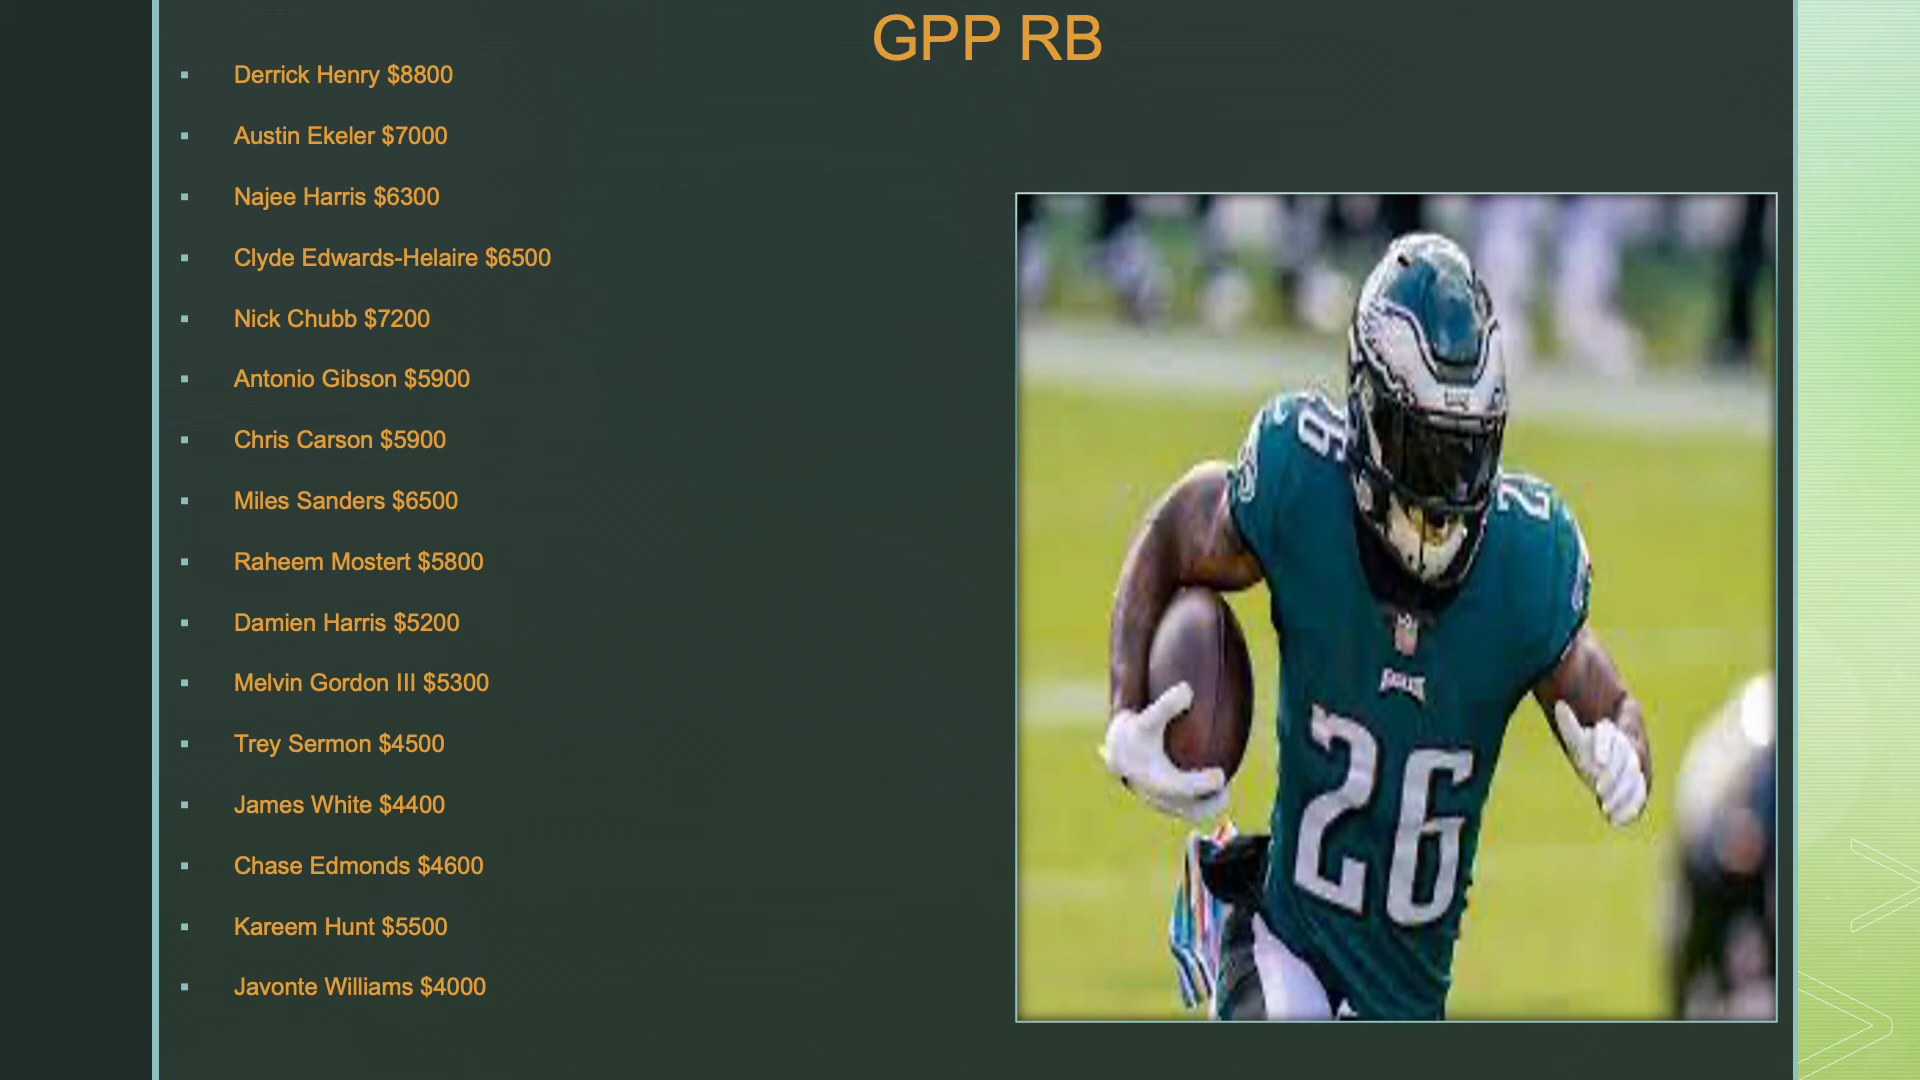 GPP RB
Derrick Henry $8800
Austin Ekeler $7000
Najee Harris $6300
Clyde Edwards-Helaire $6500
Nick Chubb $7200
Antonio Gibson $5900
Chris Carson $5900
Miles Sanders $6500
Raheem Mostert $5800
Damien Harris $5200
Melvin Gordon III $5300
Trey Sermon $4500
James White $4400
Chase Edmonds $4600
Kareem Hunt $5500
Javonte Williams $4000
26
2
EAGLES
26